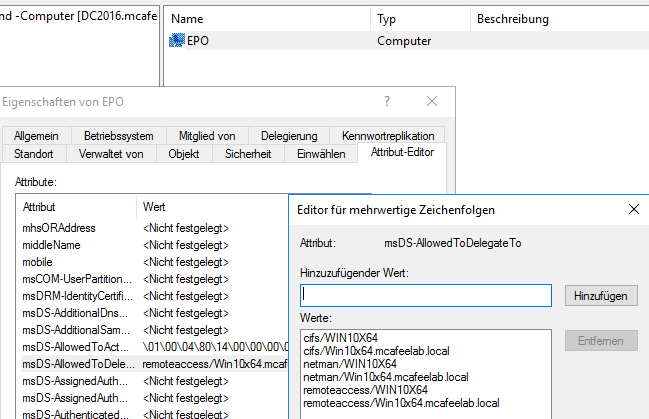 nd -Computer [DC2016.mcafe
Name Typ Beschreibung
EPO Computer
Eigenschaften von EPO ? ×
Allgemein Betriebssystem Mitglied von Delegierung Kennwortreplikation
Standort Verwaltet von Objekt Sicherheit Einwählen Attribut-Editor
Attribute:
Attribut Wert
mhsORAddress <Nicht festgelegt>
middleName <Nicht festgelegt>
mobile <Nicht festgelegt>
msCOM-UserPartition... <Nicht festgelegt>
msDRM-IdentityCertifi... <Nicht festgelegt>
msDS-AdditionalDns... <Nicht festgelegt>
msDS-AdditionalSam... <Nicht festgelegt>
msDS-AllowedToAct... \01\00\04\80\14\00\00\00\0
msDS-AllowedToDele... remoteaccess/Win10x64.mcafe
msDS-AssignedAuth... <Nicht festgelegt>
msDS-AssignedAuth... <Nicht festgelegt>
msDS-Authenticated... <Nicht festgelegt>
Editor für mehrwertige Zeichenfolgen ×
Attribut: msDS-AllowedToDelegateTo
Hinzuzufügender Wert:
Hinzufügen
Werte:
cifs/WIN10X64
cifs/Win10x64.mcafeelab.local
netman/WIN10X64
netman/Win10x64.mcafeelab.local
remoteaccess/WIN10X64
remoteaccess/Win10x64.mcafeelab.local
Entfernen